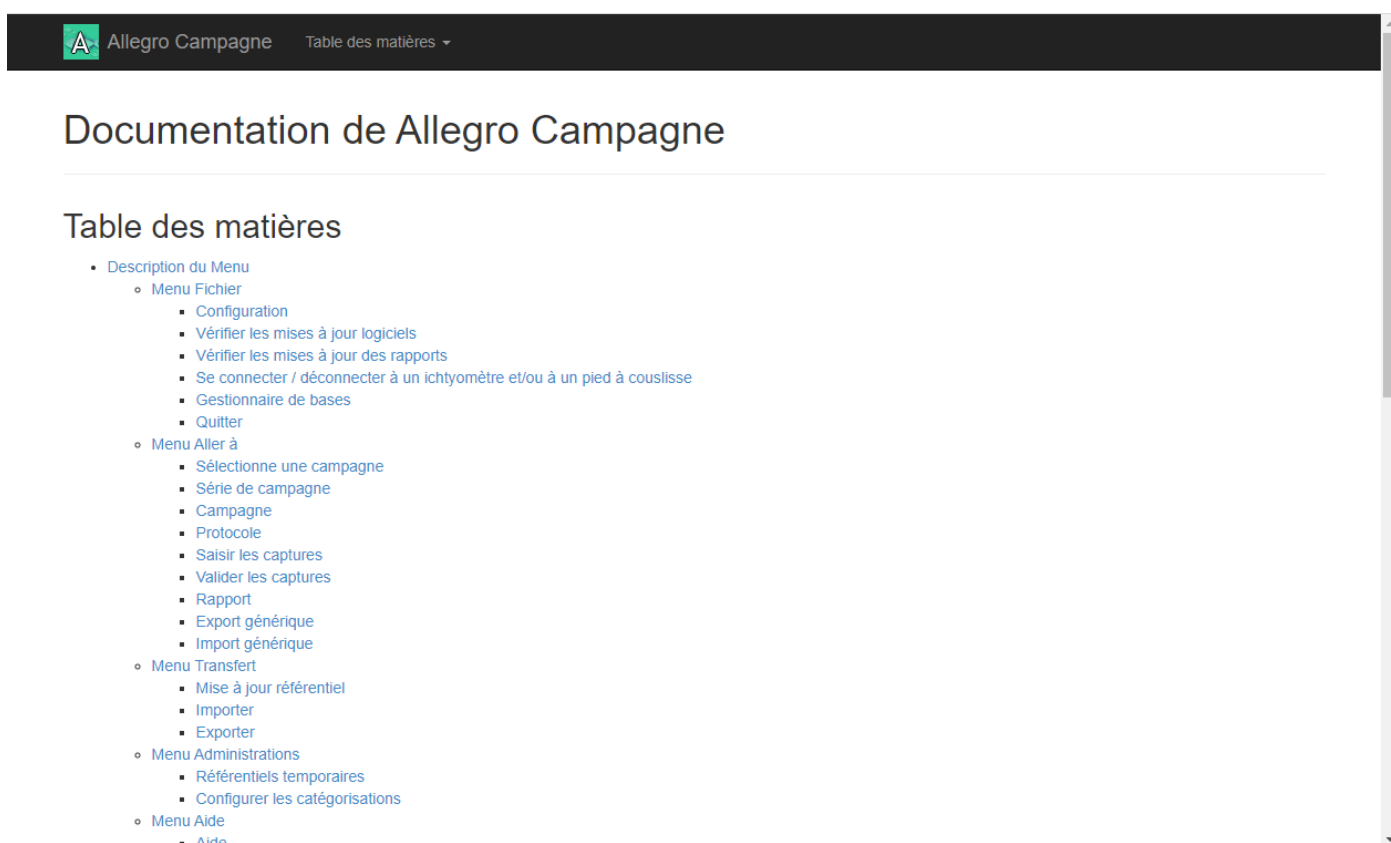 Allegro Campagne Table des matières
Documentation de Allegro Campagne
Table des matières
Description du Menu
Menu Fichier
Configuration
Vérifier les mises à jour logiciels
Vérifier les mises à jour des rapports
Se connecter / déconnecter à un ichtyomètre et/ou à un pied à couslisse
Gestionnaire de bases
Quitter
Menu Aller à
Sélectionne une campagne
Série de campagne
Campagne
Protocole
Saisir les captures
Valider les captures
Rapport
Export générique
Import générique
Menu Transfert
Mise à jour référentiel
Importer
Exporter
Menu Administrations
Référentiels temporaires
Configurer les catégorisations
Menu Aide
Aide